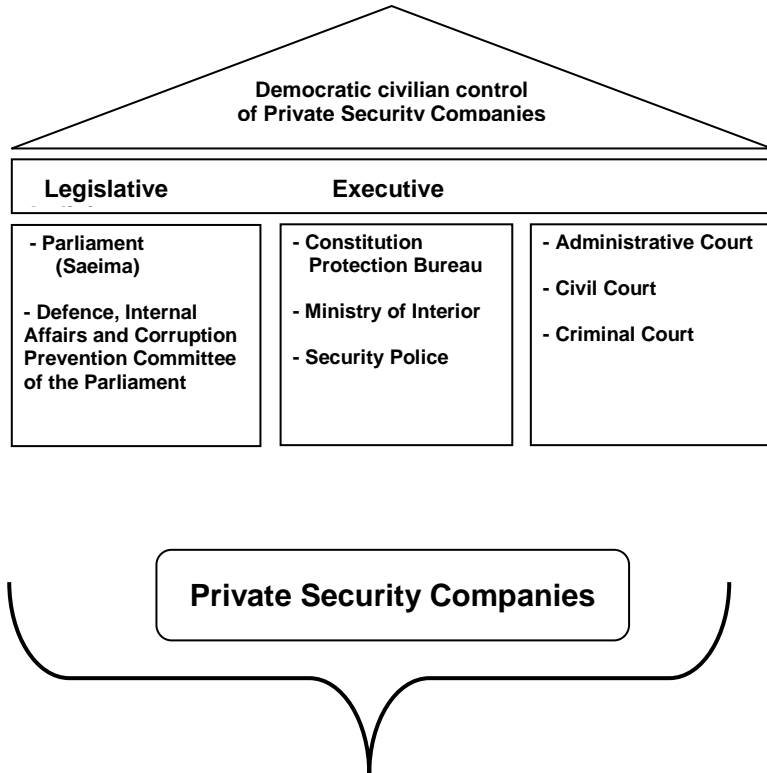 Democratic civilian control
of Private Security Companies
Legislative Executive
- Parliament
(Saeima)
- Defence, Internal
Affairs and Corruption
Prevention Committee
of the Parliament
- Constitution
Protection Bureau
- Ministry of Interior
- Security Police
- Administrative Court
- Civil Court
- Criminal Court
Private Security Companies